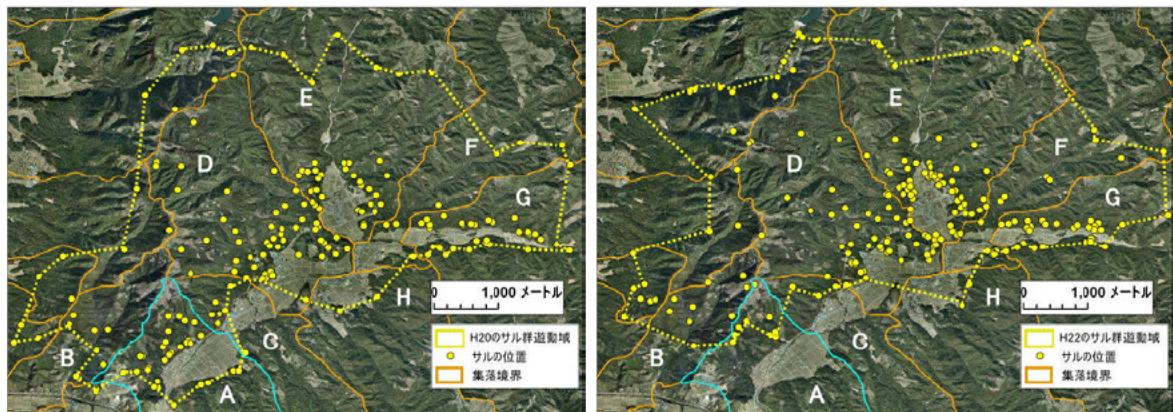 E
F
D
G
H
B
C
A
0 1,000 メートル
H20のサル群遊動域
サルの位置
集落境界
E
F
D
G
H
B
C
A
0 1,000 メートル
H22のサル群遊動域
サルの位置
集落境界